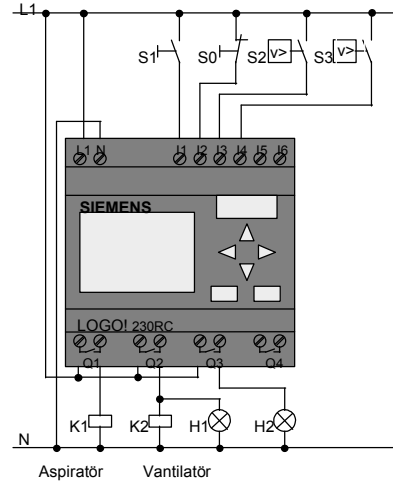 L1
S1 S0 S2 v> S3 v>
L1 N I1 I2 I3 I4 I5 I6
SIEMENS
LOGO! 230RC
Q1 Q2 Q3 Q4
K1 K2 H1 H2
N
Aspiratör Vantilatör